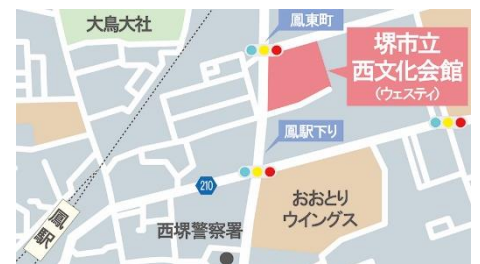 大鳥大社
鳳東町
堺市立
西文化会館
(ウェスティ)
鳳駅下り
210
おおとり
ウイングス
鳳駅
西堺警察署